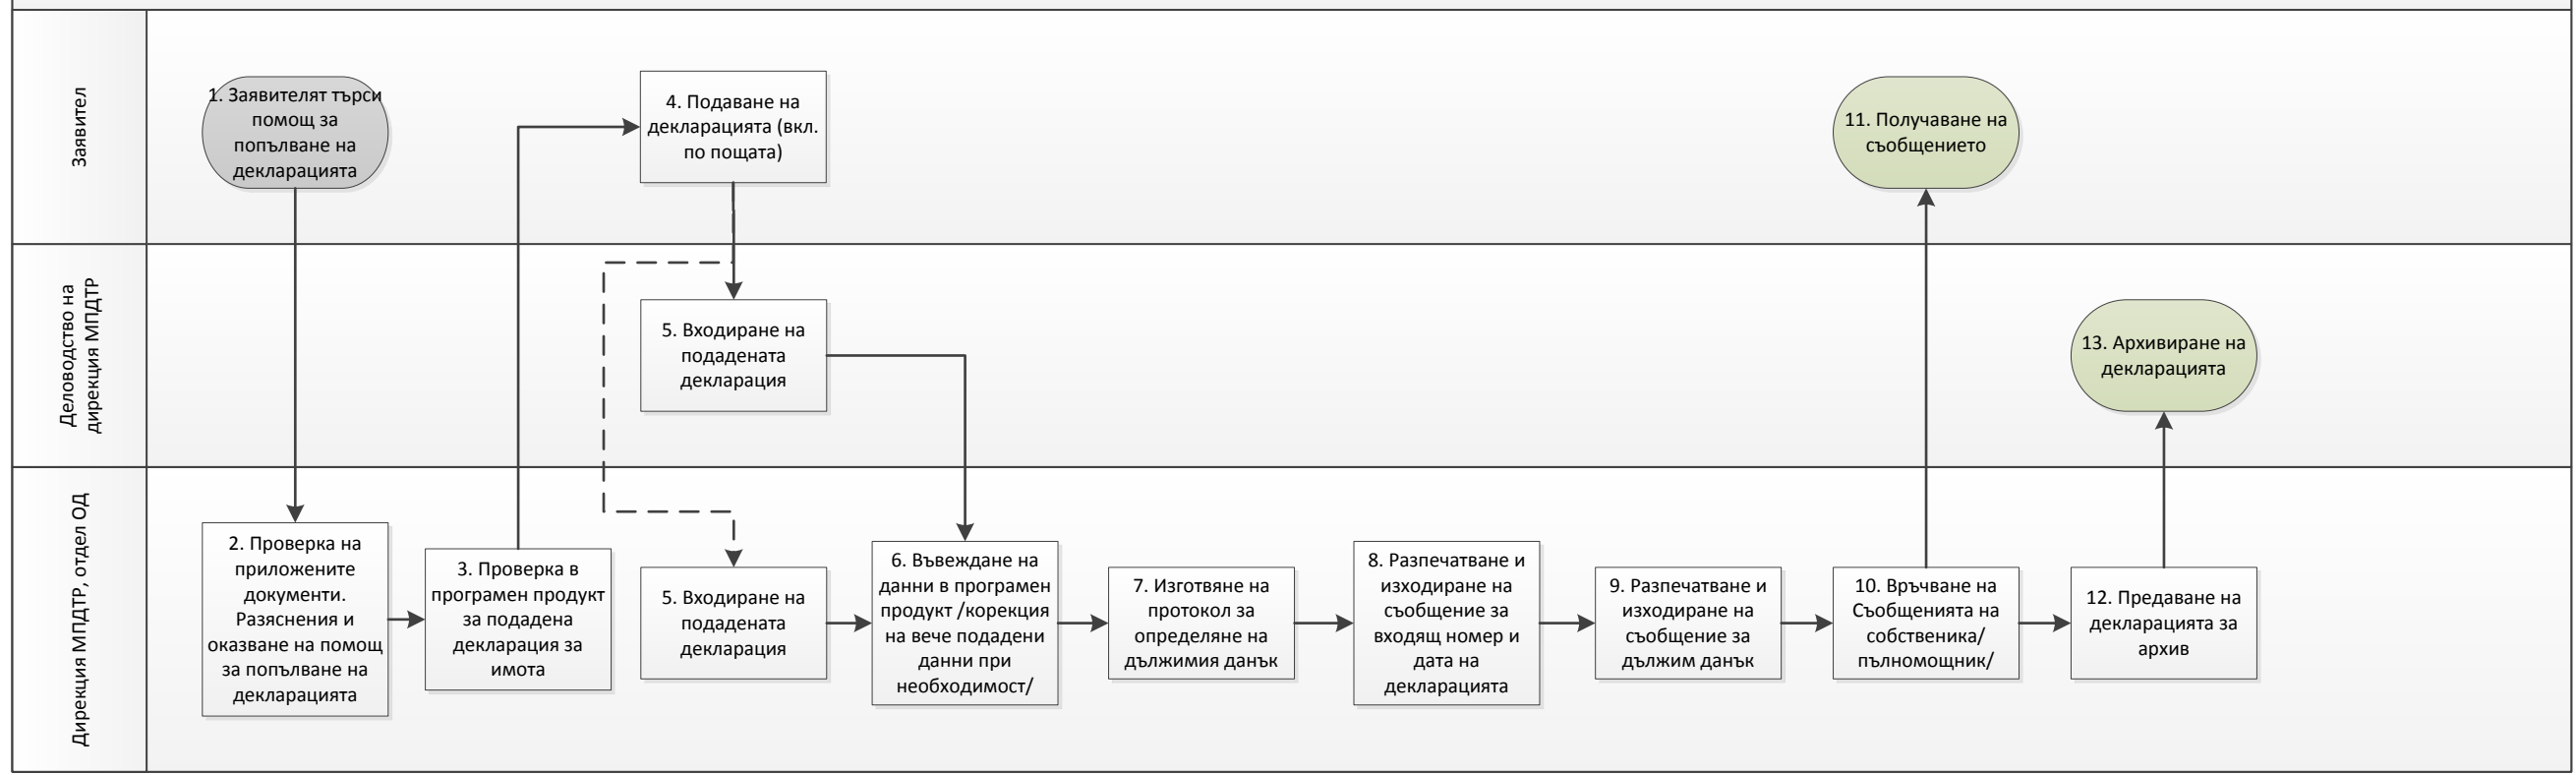 Заявител
1. Заявителят търси
помощ за
попълване на
декларацията
4. Подаване на
декларацията (вкл.
по пощата)
11. Получаване на
съобщението
Деловодство на
дирекция МПДТР
5. Входиране на
подадената
декларация
13. Архивиране на
декларацията
Дирекция МПДТР, отдел ОД
2. Проверка на
приложените
документи.
Разяснения и
оказване на помощ
за попълване на
декларацията
3. Проверка в
програмен продукт
за подадена
декларация за
имота
5. Входиране на
подадената
декларация
6. Въвеждане на
данни в програмен
продукт /корекция
на вече подадени
данни при
необходимост/
7. Изготвяне на
протокол за
определяне на
дължимия данък
8. Разпечатване и
изходиране на
съобщение за
входящ номер и
дата на
декларацията
9. Разпечатване и
изходиране на
съобщение за
дължим данък
10. Връчване на
Съобщенията на
собственика/
пълномощник/
12. Предаване на
декларацията за
архив